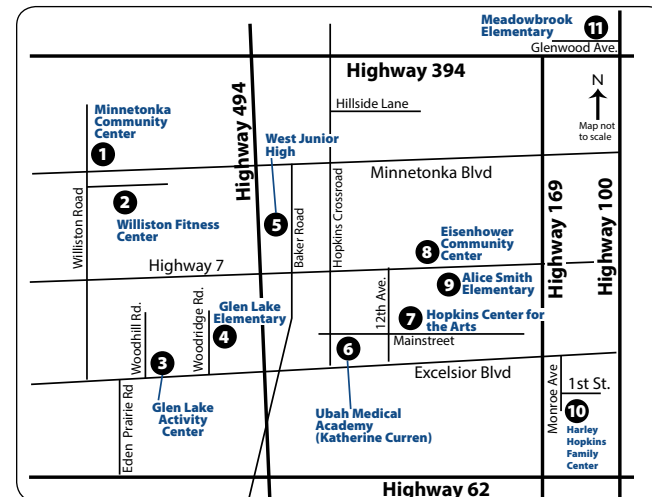 Meadowbrook
Elementary
11
Glenwood Ave.
Highway 394
N
Map not
to scale
Hillside Lane
Minnetonka
Community
Center
1
Highway 494
West Junior
High
5
Minnetonka Blvd
Highway 169
Highway 100
Williston Road
2
Williston Fitness
Center
Baker Road
Hopkins Crossroad
8
Eisenhower
Community
Center
Highway 7
9
Alice Smith
Elementary
Woodhill Rd.
Woodridge Rd.
Glen Lake
Elementary
4
12th Ave.
7
Hopkins Center for
the Arts
Mainstreet
3
6
Excelsior Blvd
Eden Prairie Rd
Glen Lake
Activity
Center
Ubah Medical
Academy
(Katherine Curren)
Monroe Ave
1st St.
10
Harley
Hopkins
Family
Center
Highway 62